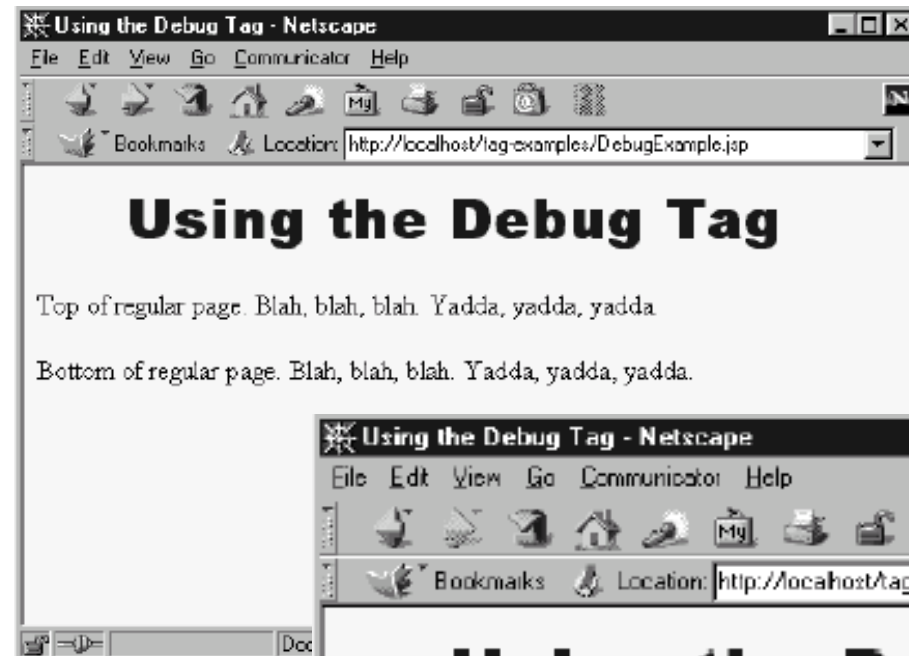 Using the Debug Tag - Netscape
File Edit View Go Communicator Help
My
N
Bookmarks Location: http://localhost/tag-examples/DebugExample.jsp
Using the Debug Tag
Top of regular page. Blah, blah, blah. Yadda, yadda, yadda
Bottom of regular page. Blah, blah, blah. Yadda, yadda, yadda.
Doc
Using the Debug Tag - Netscape
File Edit View Go Communicator Help
My
Bookmarks Location: http://localhost/tag